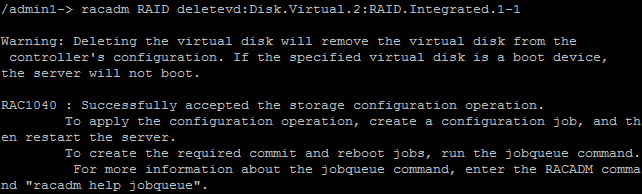 /admin1-> racadm RAID deletevd:Disk.Virtual.2:RAID.Integrated.1-1
Warning: Deleting the virtual disk will remove the virtual disk from the
controller's configuration. If the specified virtual disk is a boot device,
the server will not boot.
RAC1040 : Successfully accepted the storage configuration operation.
To apply the configuration operation, create a configuration job, and th
en restart the server.
To create the required commit and reboot jobs, run the jobqueue command.
For more information about the jobqueue command, enter the RACADM comma
nd "racadm help jobqueue".